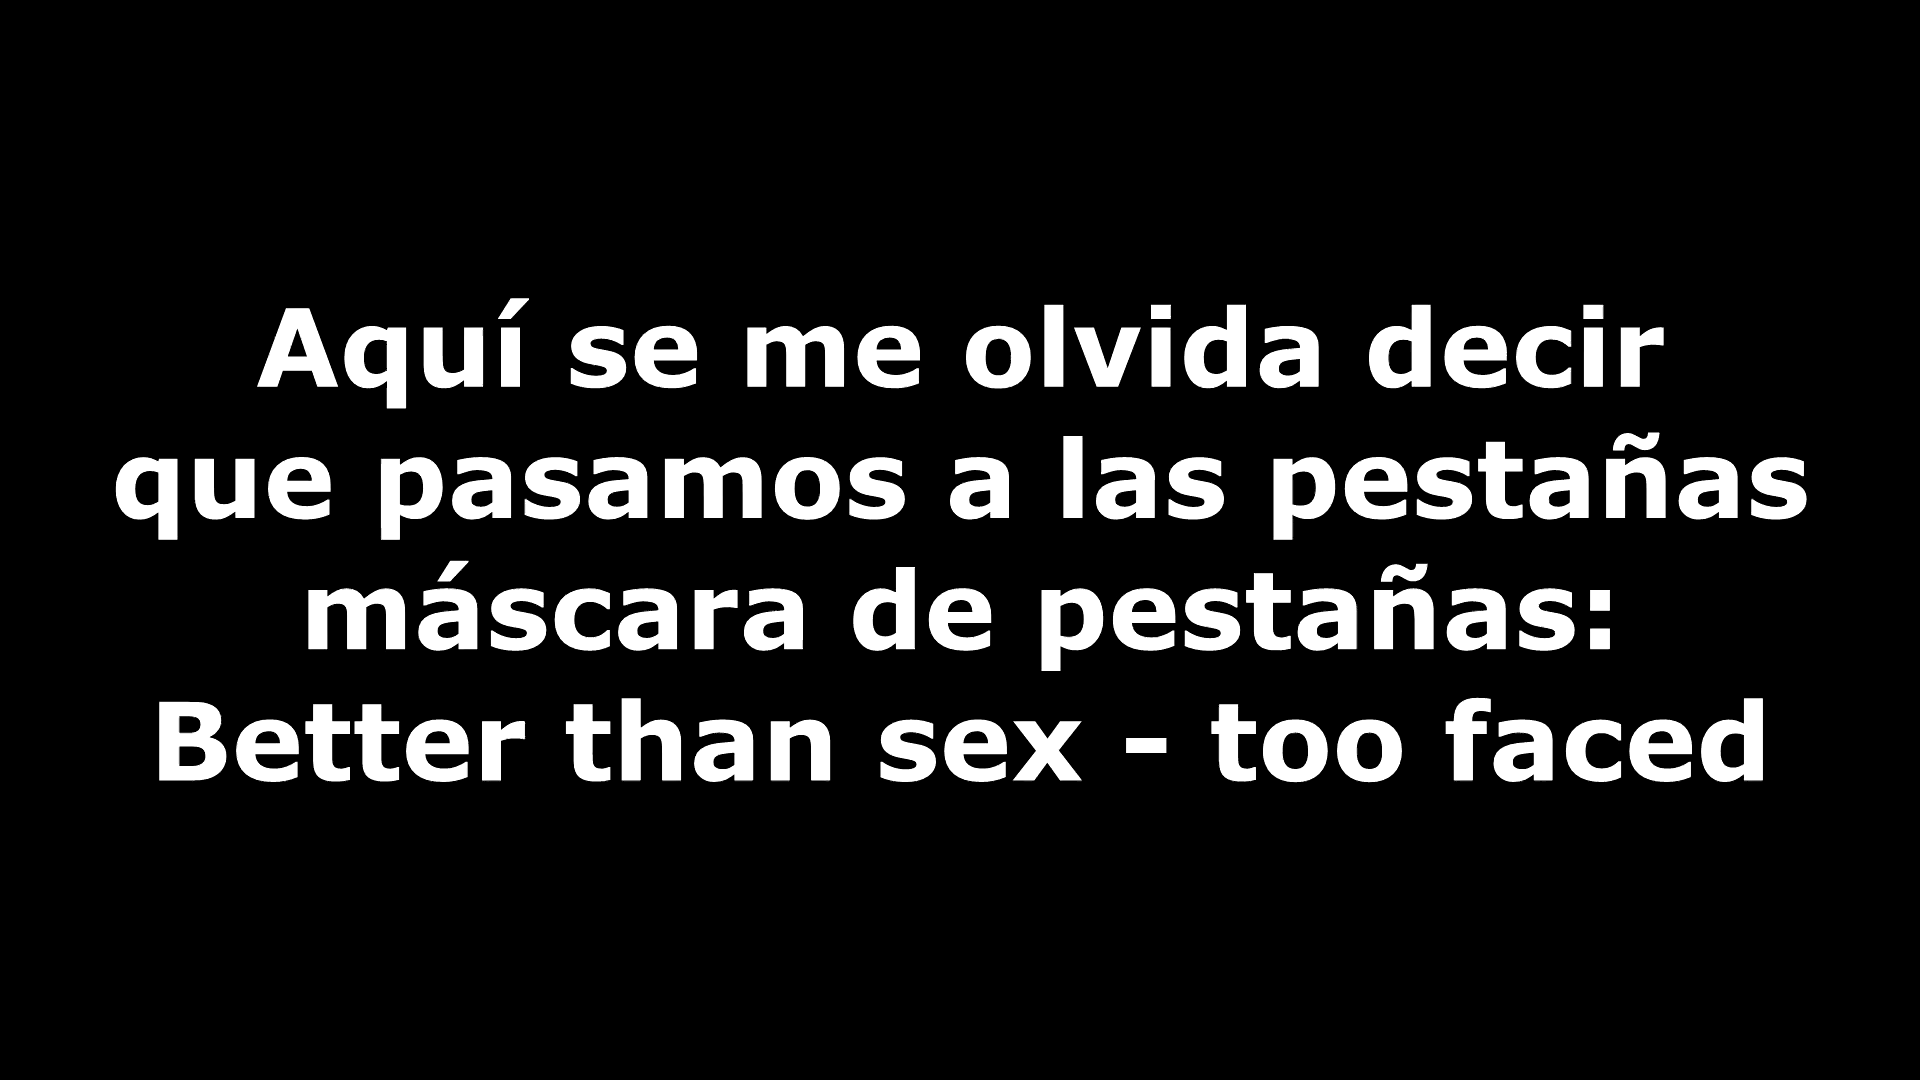 Aquí se me olvida decir
que pasamos a las pestañas
máscara de pestañas:
Better than sex - too faced